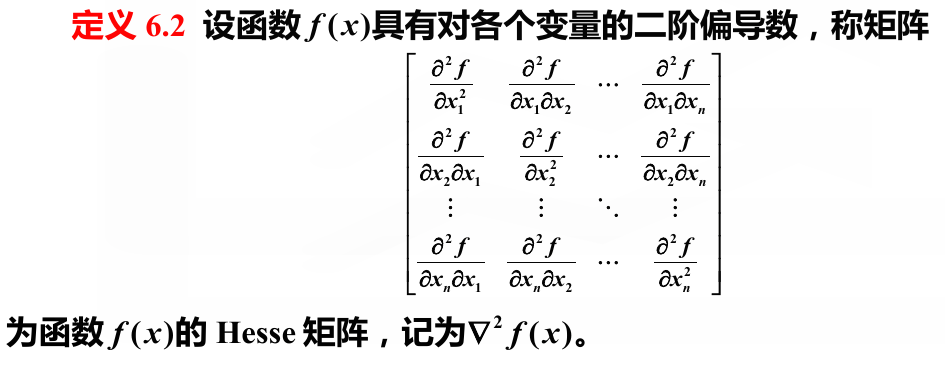 定义 6.2 设函数 f(x)具有对各个变量的二阶偏导数，称矩阵
\begin{bmatrix} \frac{\partial^2 f}{\partial x_1^2} & \frac{\partial^2 f}{\partial x_1 \partial x_2} & \cdots & \frac{\partial^2 f}{\partial x_1 \partial x_n} \\
\frac{\partial^2 f}{\partial x_2 \partial x_1} & \frac{\partial^2 f}{\partial x_2^2} & \cdots & \frac{\partial^2 f}{\partial x_2 \partial x_n} \\
\vdots & \vdots & \ddots & \vdots \\
\frac{\partial^2 f}{\partial x_n \partial x_1} & \frac{\partial^2 f}{\partial x_n \partial x_2} & \cdots & \frac{\partial^2 f}{\partial x_n^2} \end{bmatrix}
为函数 f(x)的 Hesse 矩阵，记为∇² f(x)。